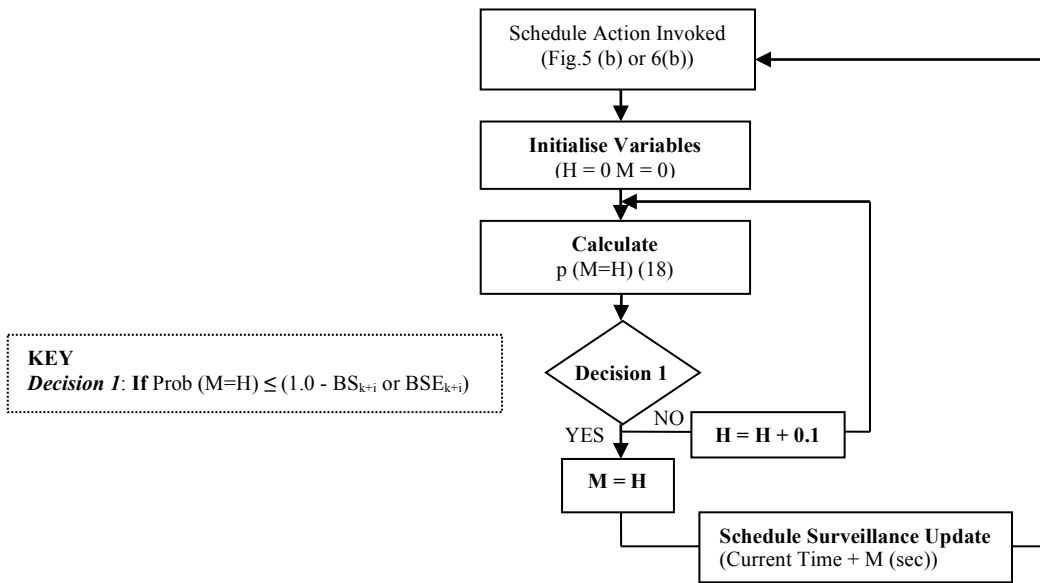 Schedule Action Invoked
(Fig.5 (b) or 6(b))
Initialise Variables
(H = 0 M = 0)
Calculate
p (M=H) (18)
KEY
Decision 1: If Prob (M=H) ≤ (1.0 - BSk+i or BSEk+i)
Decision 1
NO
YES
H = H + 0.1
M = H
Schedule Surveillance Update
(Current Time + M (sec))